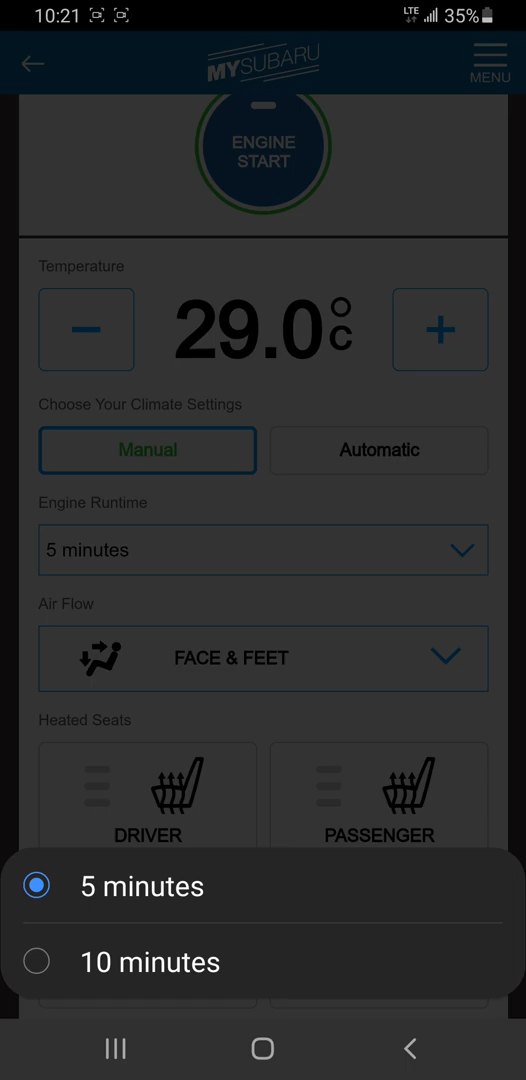 10:21 LTE 35%
MYSUBARU
MENU
ENGINE
START
Temperature
29.0°C
Choose Your Climate Settings
Manual Automatic
Engine Runtime
5 minutes
Air Flow
FACE & FEET
Heated Seats
DRIVER PASSENGER
5 minutes
10 minutes